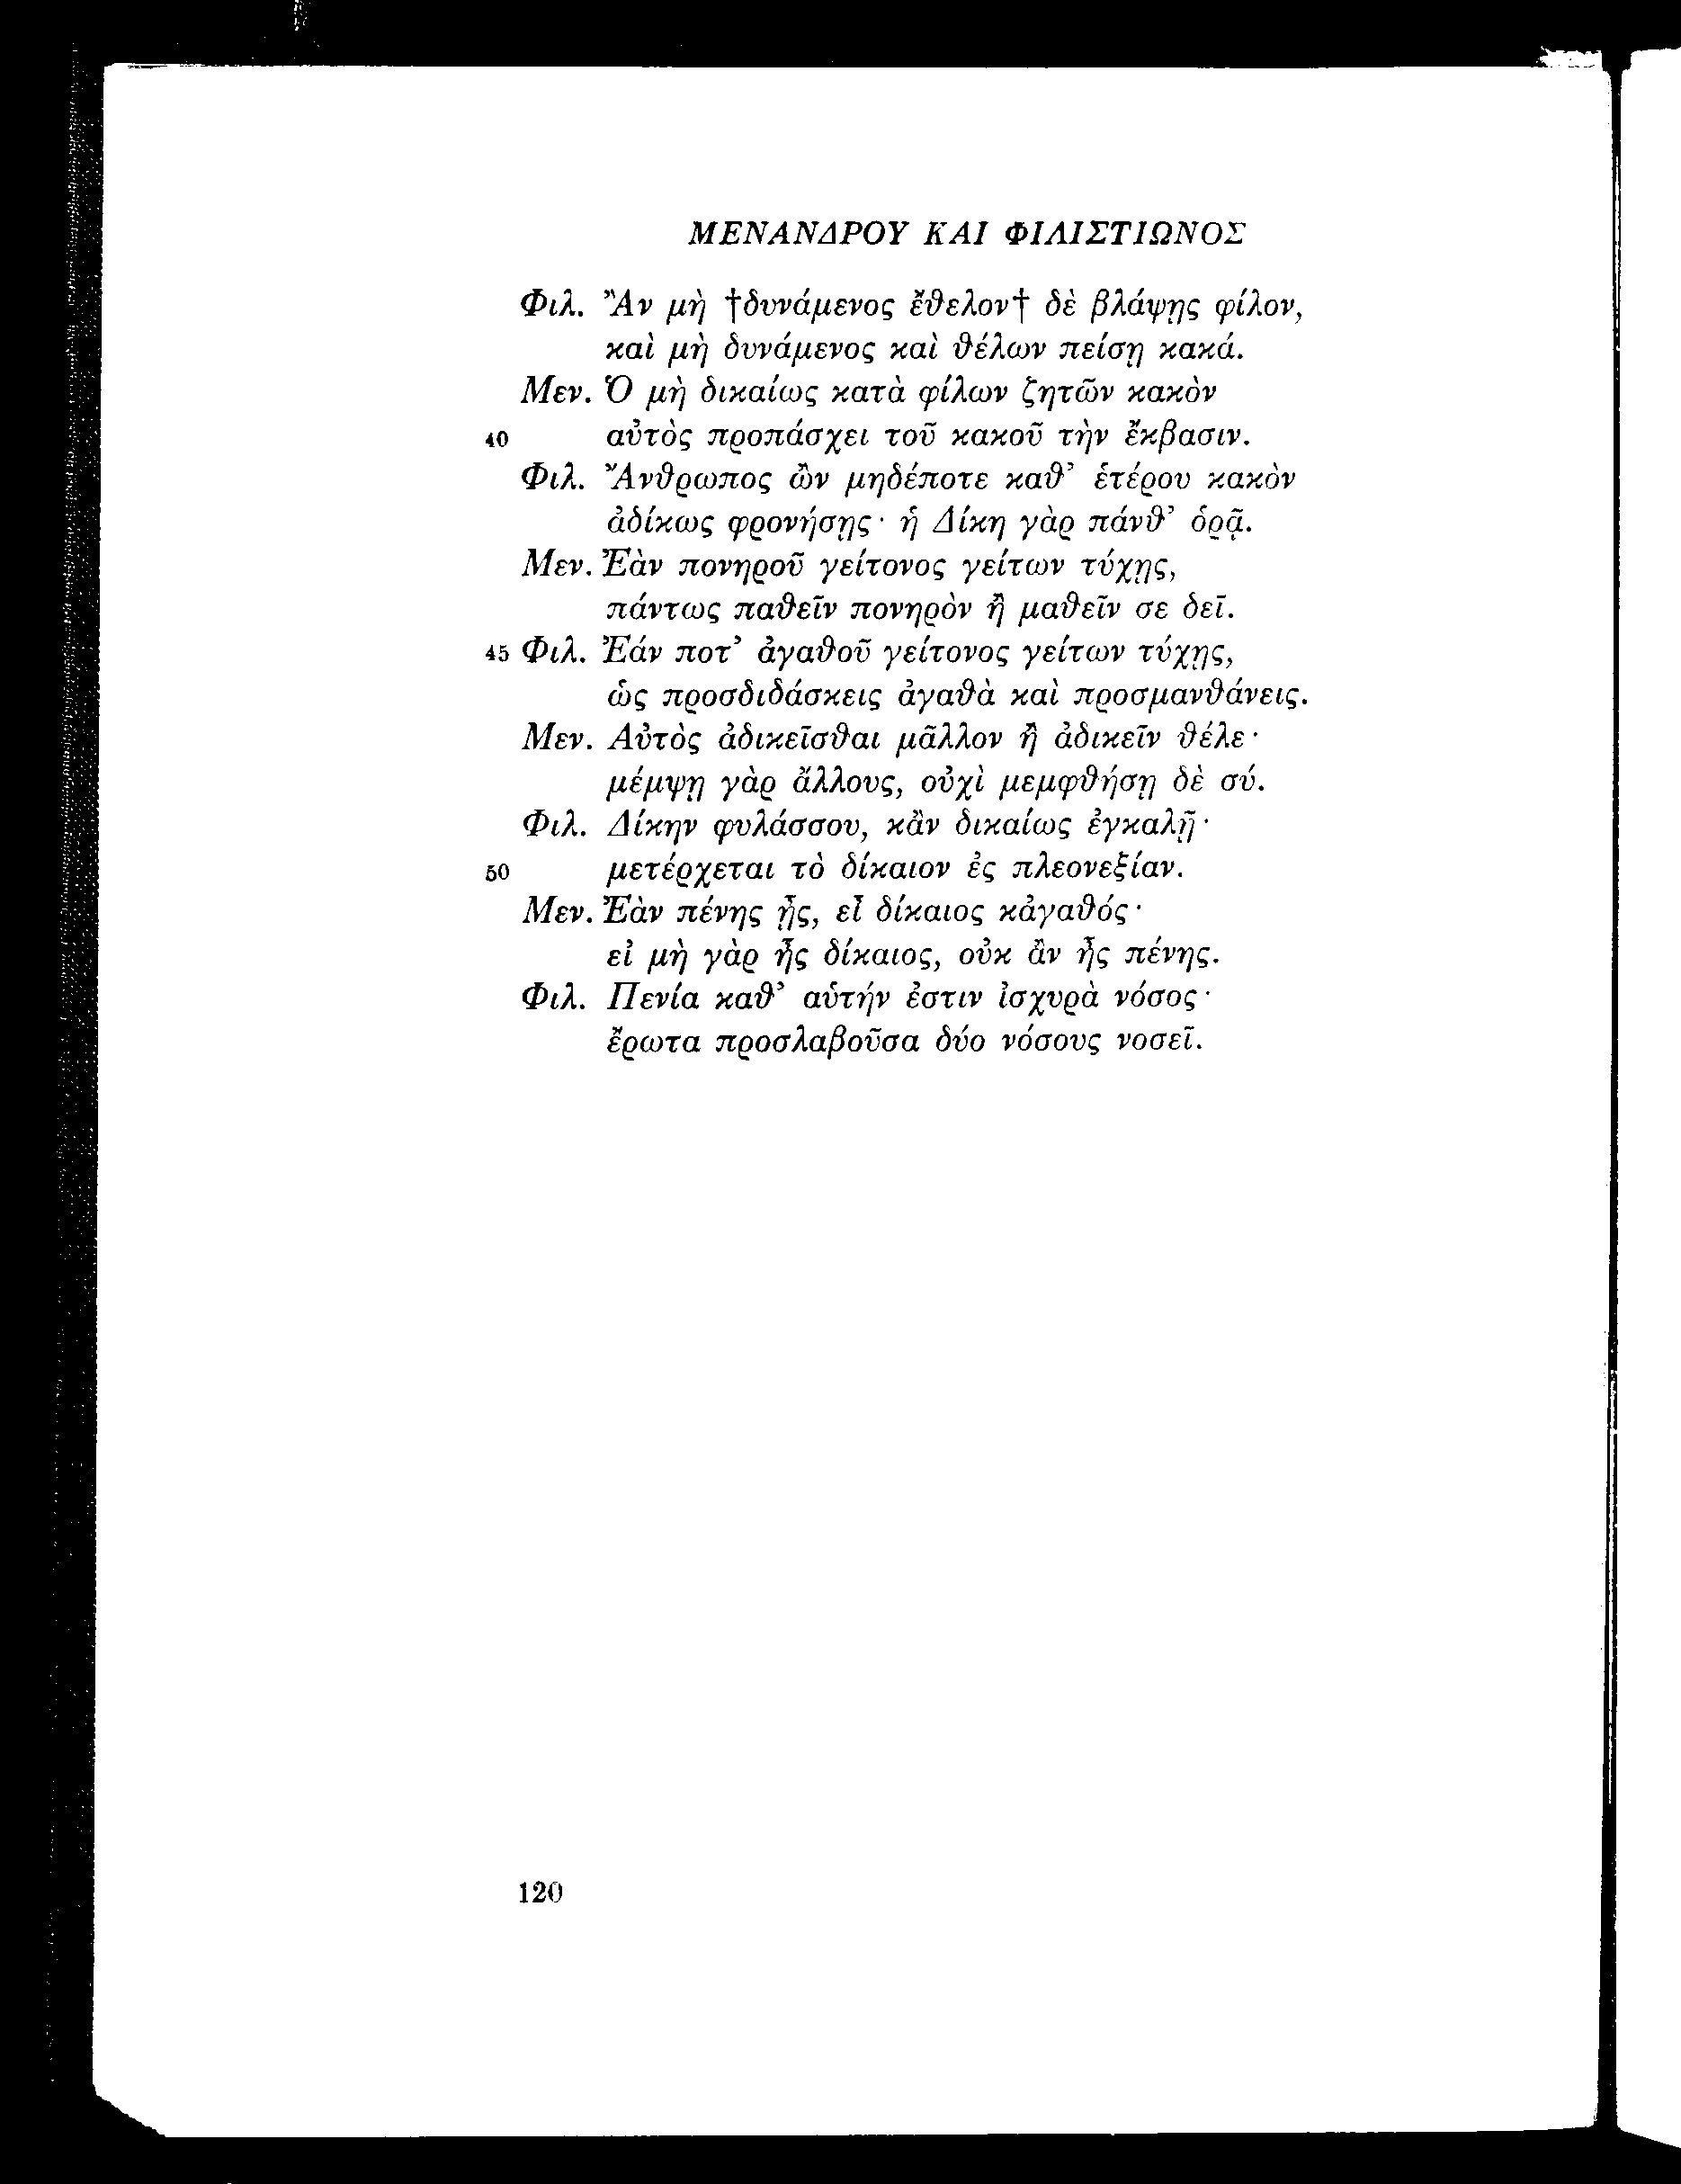 ΜΕΝΑΝΔΡΟΥ ΚΑΙ ΦΙΛΙΣΤΙΩΝΟΣ
Φιλ. Ἂν μὴ †δυνάμενος ἔθελον† δὲ βλάψῃς φίλον,
καὶ μὴ δυνάμενος καὶ θέλων πείσῃ κακά.
Μεν. Ὁ μὴ δικαίως κατὰ φίλων ζητῶν κακὸν
40 αὐτὸς προπάσχει τοῦ κακοῦ τὴν ἔκβασιν.
Φιλ. Ἄνθρωπος ὢν μηδέποτε καθ’ ἑτέρου κακὸν
ἀδίκως φρονήσῃς· ἡ Δίκη γὰρ πάνθ’ ὁρᾷ.
Μεν. Ἐὰν πονηροῦ γείτονος γείτων τύχῃς,
πάντως παθεῖν πονηρὸν ἢ μαθεῖν σε δεῖ.
45 Φιλ. Ἐάν ποτ’ ἀγαθοῦ γείτονος γείτων τύχῃς,
ὡς προσδιδάσκεις ἀγαθὰ καὶ προσμανθάνεις.
Μεν. Αὐτὸς ἀδικεῖσθαι μᾶλλον ἢ ἀδικεῖν θέλε·
μέμψῃ γὰρ ἄλλους, οὐχὶ μεμφθήσῃ δὲ σύ.
Φιλ. Δίκην φυλάσσου, κἂν δικαίως ἐγκαλῇ·
50 μετέρχεται τὸ δίκαιον ἐς πλεονεξίαν.
Μεν. Ἐὰν πένης ᾖς, εἶ δίκαιος κἀγαθός·
εἰ μὴ γὰρ ἦς δίκαιος, οὐκ ἂν ἦς πένης.
Φιλ. Πενία καθ’ αὑτήν ἐστιν ἰσχυρὰ νόσος·
ἔρωτα προσλαβοῦσα δύο νόσους νοσεῖ.
120